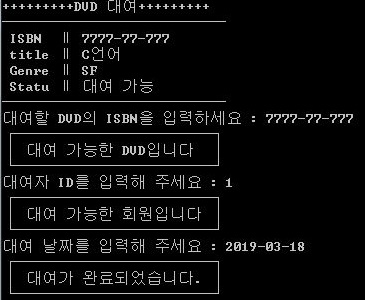 +++++++++DVD 대여+++++++++
ISBN || 7777-77-777
title || C언어
Genre || SF
Statu || 대여 가능
대여할 DVD의 ISBN을 입력하세요 : 7777-77-777
대여 가능한 DVD입니다
대여자 ID를 입력해 주세요 : 1
대여 가능한 회원입니다
대여 날짜를 입력해 주세요 : 2019-03-18
대여가 완료되었습니다.